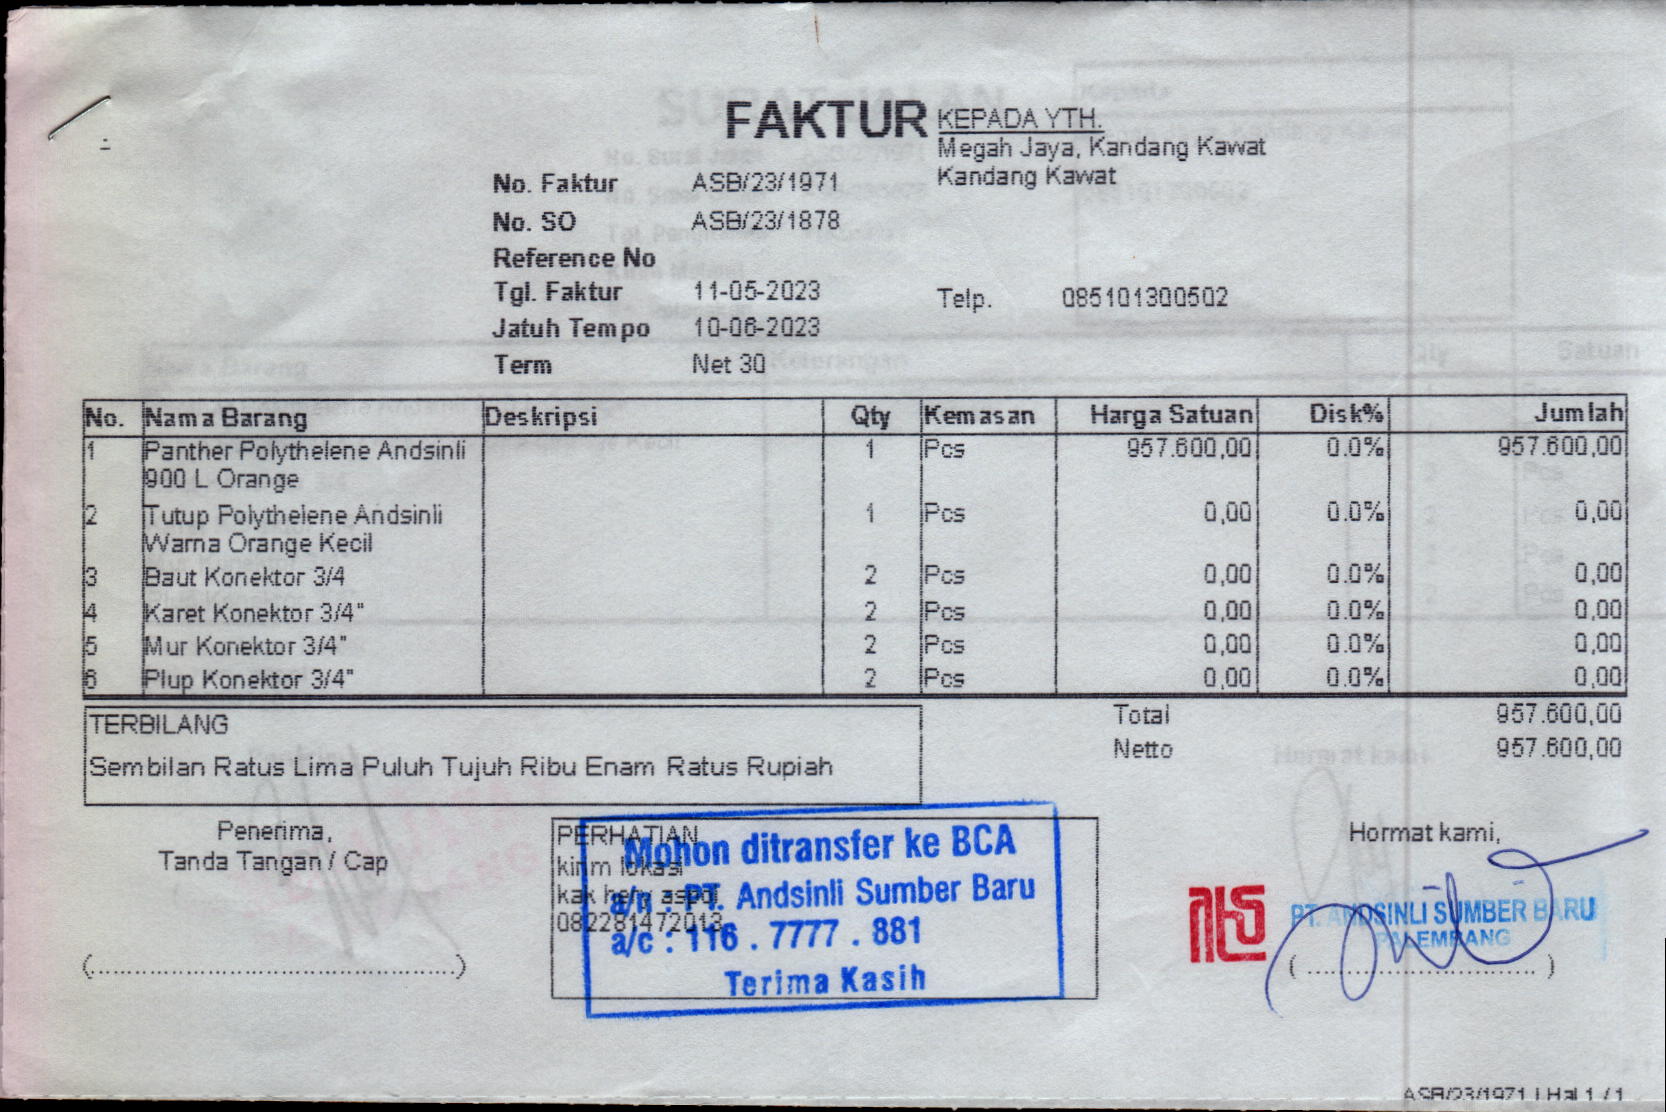 FAKTUR
KEPADA YTH.
Megah Jaya, Kandang Kawat
Kandang Kawat
No. Faktur ASB/23/1971
No. SO ASB/23/1878
Reference No
Tgl. Faktur 11-05-2023
Telp. 085101300502
Jatuh Tempo 10-06-2023
Term Net 30
No. Nama Barang Deskripsi Qty Kemasan Harga Satuan Disk% Jumlah
1 Panther Polythelene Andsinli 1 Pcs 957.600,00 0.0% 957.600,00
900 L Orange
2 Tutup Polythelene Andsinli 1 Pcs 0,00 0.0% 0,00
Warna Orange Kecil
3 Baut Konektor 3/4 2 Pcs 0,00 0.0% 0,00
4 Karet Konektor 3/4" 2 Pcs 0,00 0.0% 0,00
5 Mur Konektor 3/4" 2 Pcs 0,00 0.0% 0,00
6 Plup Konektor 3/4" 2 Pcs 0,00 0.0% 0,00
TERBILANG
Sembilan Ratus Lima Puluh Tujuh Ribu Enam Ratus Rupiah
Total 957.600,00
Netto 957.600,00
Penerima,
Tanda Tangan / Cap
(.....................................................)
PERHATIAN
kirim lokasi
kak
082281472013
Mohon ditransfer ke BCA
a/n : PT. Andsinli Sumber Baru
a/c : 116 . 7777 . 881
Terima Kasih
Hormat kami,
PT. ANDSINLI SUMBER BARU
PALEMBANG
( ................................. )
ASB/23/1971 | Hal 1 / 1